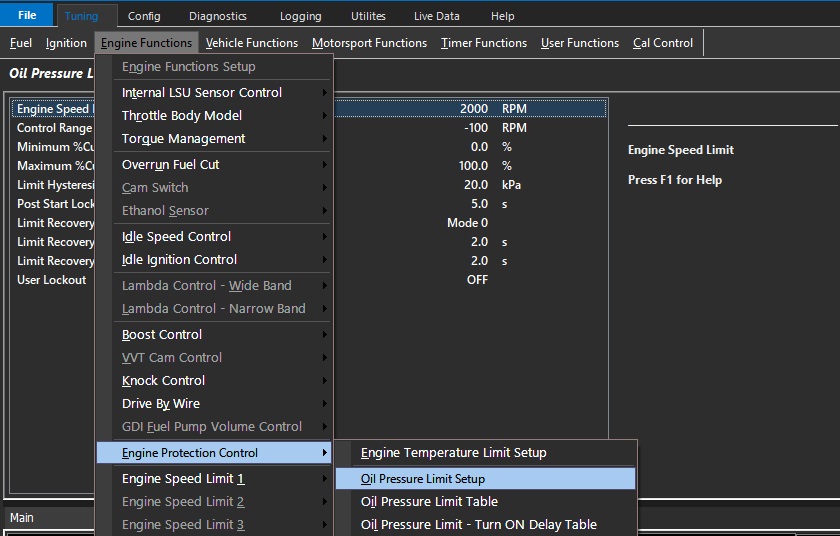 File Tuning Config Diagnostics Logging Utilites Live Data Help
Fuel Ignition Engine Functions Vehicle Functions Motorsport Functions Timer Functions User Functions Cal Control
Oil Pressure L
Engine Functions Setup
Internal LSU Sensor Control
Throttle Body Model
Torque Management
Overrun Fuel Cut
Cam Switch
Ethanol Sensor
Idle Speed Control
Idle Ignition Control
Lambda Control - Wide Band
Lambda Control - Narrow Band
Boost Control
VVT Cam Control
Knock Control
Drive By Wire
GDI Fuel Pump Volume Control
Engine Protection Control
Engine Speed Limit 1
Engine Speed Limit 2
Engine Speed Limit 3
Engine Temperature Limit Setup
Oil Pressure Limit Setup
Oil Pressure Limit Table
Oil Pressure Limit - Turn ON Delay Table
Engine Speed 2000 RPM
Control Range -100 RPM
Minimum %Cu 0.0 %
Maximum %Cu 100.0 %
Limit Hysteresi 20.0 kPa
Post Start Lock 5.0 s
Limit Recovery Mode 0
Limit Recovery 2.0 s
Limit Recovery 2.0 s
User Lockout OFF
Engine Speed Limit
Press F1 for Help
Main